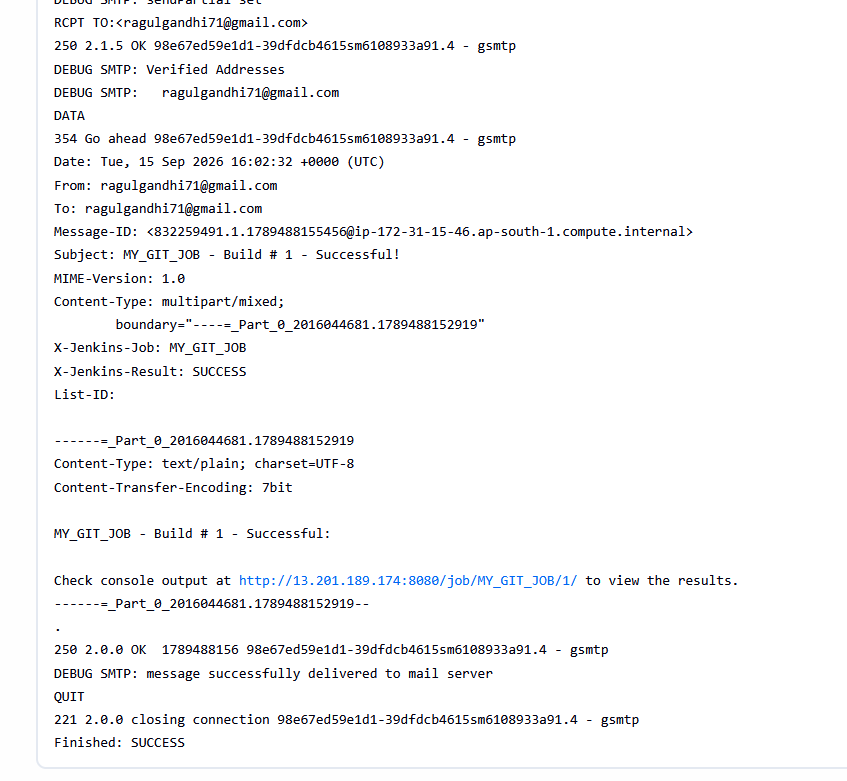 DEBUG SMTP: sendPartial set
RCPT TO:<ragulgandhi71@gmail.com>
250 2.1.5 OK 98e67ed59e1d1-39dfdcb4615sm6108933a91.4 - gsmtp
DEBUG SMTP: Verified Addresses
DEBUG SMTP:   ragulgandhi71@gmail.com
DATA
354 Go ahead 98e67ed59e1d1-39dfdcb4615sm6108933a91.4 - gsmtp
Date: Tue, 15 Sep 2026 16:02:32 +0000 (UTC)
From: ragulgandhi71@gmail.com
To: ragulgandhi71@gmail.com
Message-ID: <832259491.1.1789488155456@ip-172-31-15-46.ap-south-1.compute.internal>
Subject: MY_GIT_JOB - Build # 1 - Successful!
MIME-Version: 1.0
Content-Type: multipart/mixed;
        boundary="----=_Part_0_2016044681.1789488152919"
X-Jenkins-Job: MY_GIT_JOB
X-Jenkins-Result: SUCCESS
List-ID:
------=_Part_0_2016044681.1789488152919
Content-Type: text/plain; charset=UTF-8
Content-Transfer-Encoding: 7bit
MY_GIT_JOB - Build # 1 - Successful:
Check console output at http://13.201.189.174:8080/job/MY_GIT_JOB/1/ to view the results.
------=_Part_0_2016044681.1789488152919--
.
250 2.0.0 OK  1789488156 98e67ed59e1d1-39dfdcb4615sm6108933a91.4 - gsmtp
DEBUG SMTP: message successfully delivered to mail server
QUIT
221 2.0.0 closing connection 98e67ed59e1d1-39dfdcb4615sm6108933a91.4 - gsmtp
Finished: SUCCESS